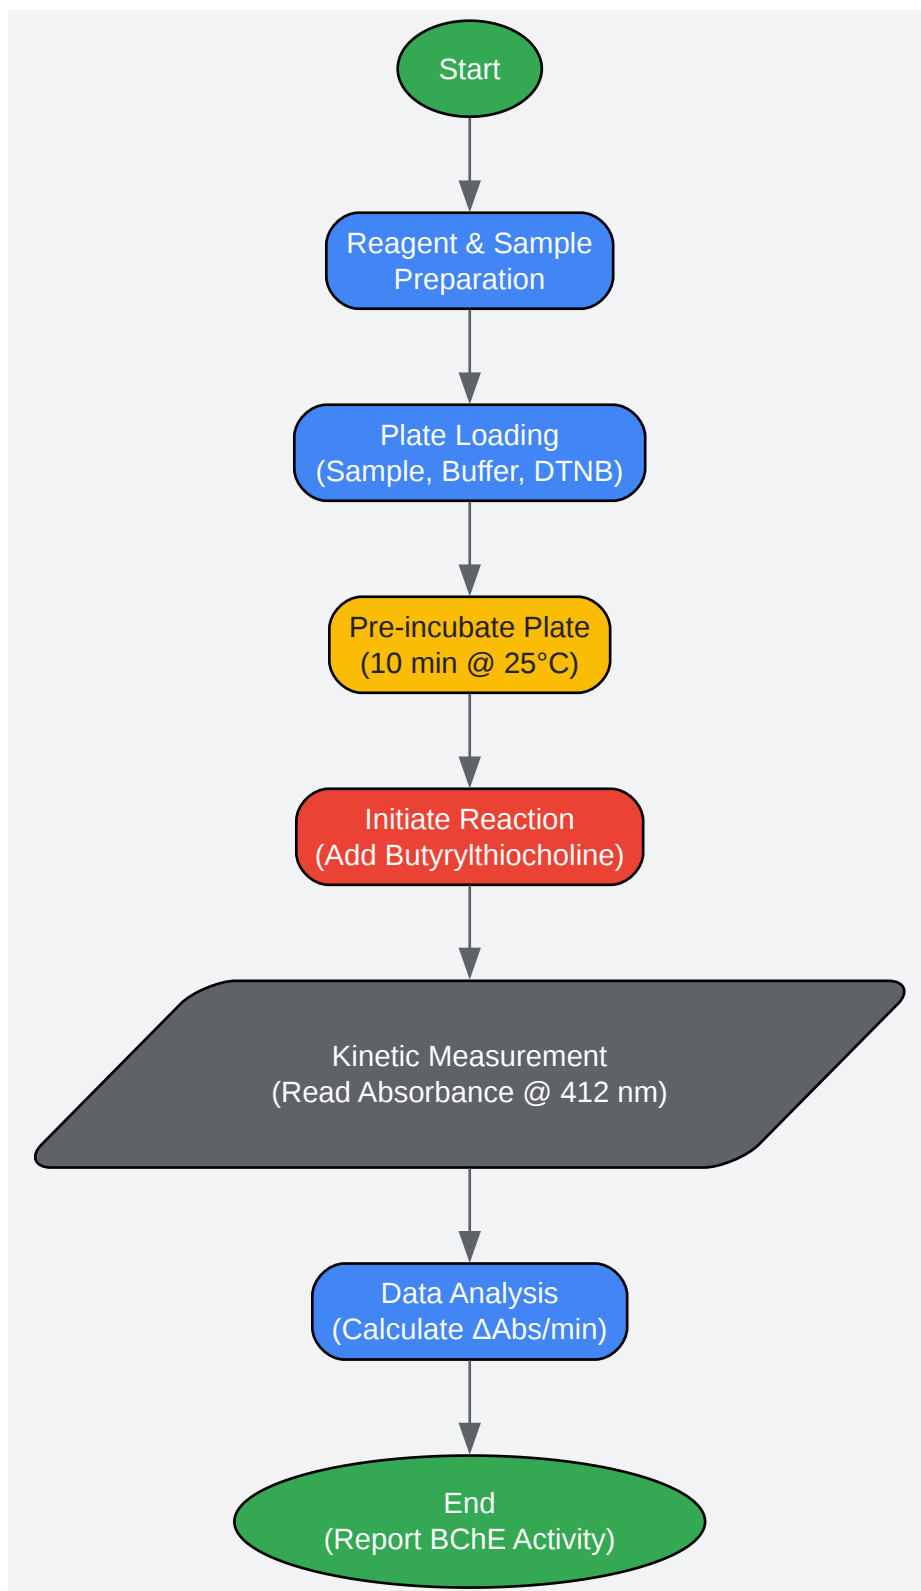 Start
Reagent & Sample
Preparation
Plate Loading
(Sample, Buffer, DTNB)
Pre-incubate Plate
(10 min @ 25°C)
Initiate Reaction
(Add Butyrylthiocholine)
Kinetic Measurement
(Read Absorbance @ 412 nm)
Data Analysis
(Calculate ΔAbs/min)
End
(Report BChE Activity)